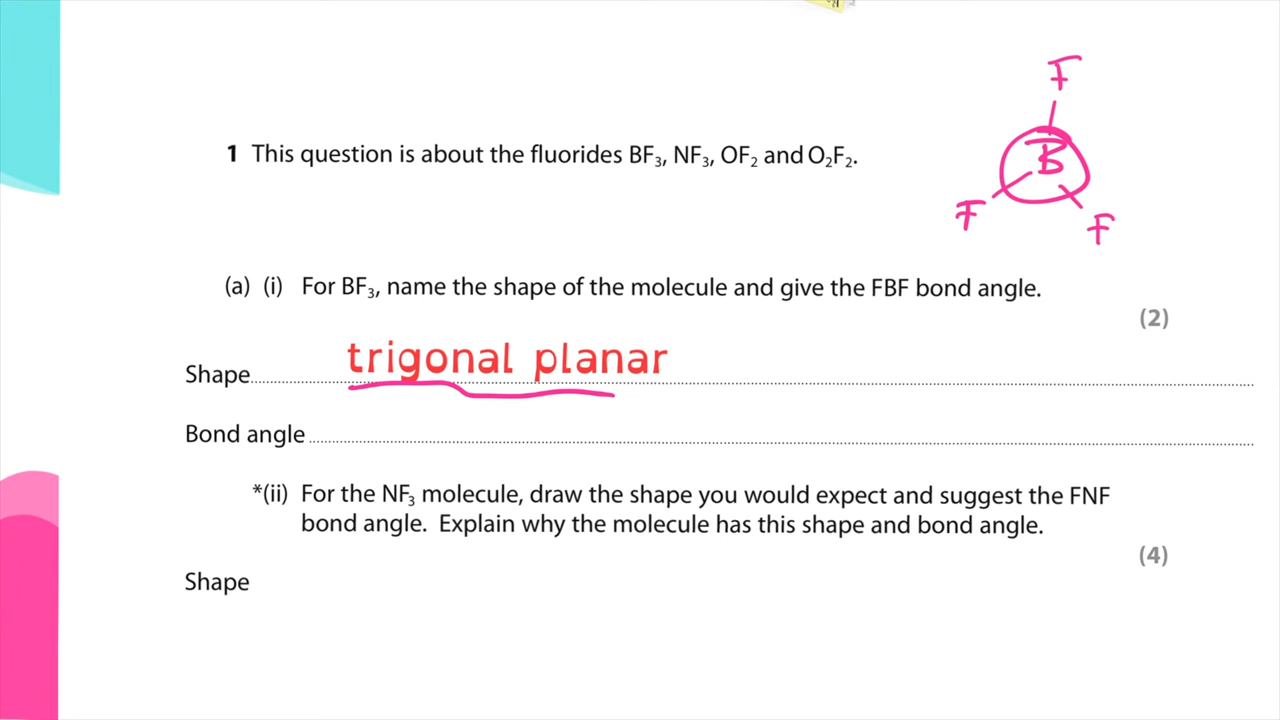 F
1 This question is about the fluorides BF₃, NF₃, OF₂ and O₂F₂.
B
F F
(a) (i) For BF₃, name the shape of the molecule and give the FBF bond angle.
(2)
Shape trigonal planar
Bond angle
*(ii) For the NF₃ molecule, draw the shape you would expect and suggest the FNF
bond angle. Explain why the molecule has this shape and bond angle.
(4)
Shape